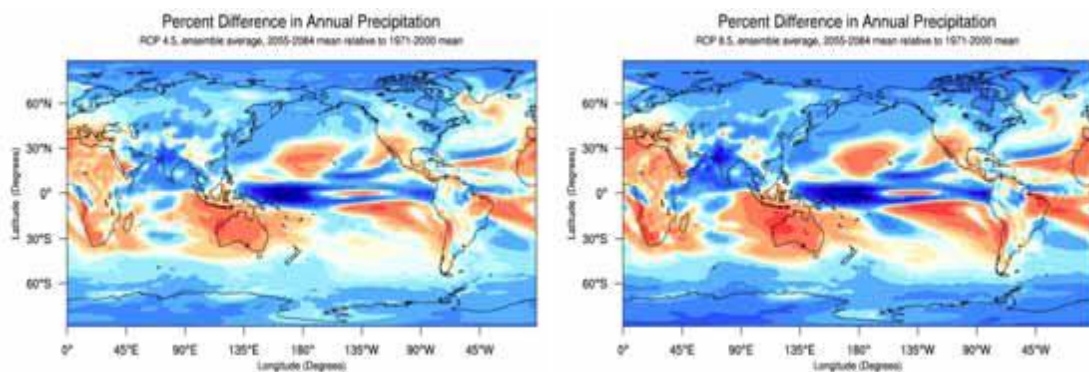 Percent Difference in Annual Precipitation
RCP 4.5, ensemble average, 2055-2084 mean relative to 1971-2000 mean
60°N
30°N
0°
30°S
60°S
Latitude (Degrees)
0° 45°E 90°E 135°E 180° 135°W 90°W 45°W
Longitude (Degrees)
Percent Difference in Annual Precipitation
RCP 8.5, ensemble average, 2055-2084 mean relative to 1971-2000 mean
60°N
30°N
0°
30°S
60°S
Latitude (Degrees)
0° 45°E 90°E 135°E 180° 135°W 90°W 45°W
Longitude (Degrees)